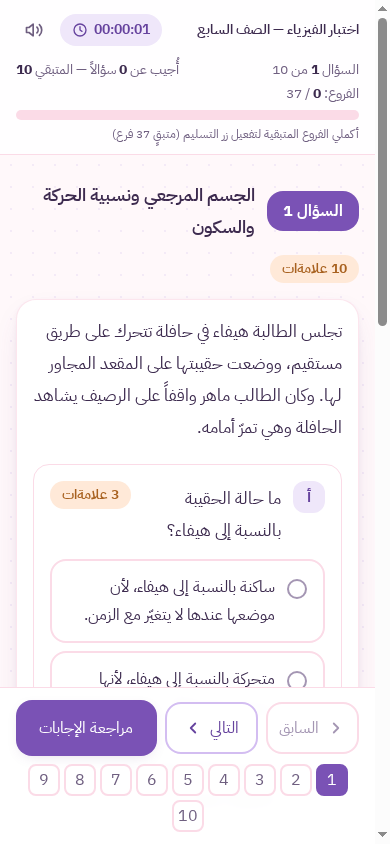 اختبار الفيزياء — الصف السابع
00:00:01
السؤال 1 من 10
أُجيب عن 0 سؤالاً — المتبقي 10
الفروع: 0 / 37
أكملي الفروع المتبقية لتفعيل زر التسليم (متبقٍ 37 فرع)
السؤال 1
الجسم المرجعي ونسبية الحركة
والسكون
10 علامةات
تجلس الطالبة هيفاء في حافلة تتحرك على طريق
مستقيم، ووضعت حقيبتها على المقعد المجاور
لها. وكان الطالب ماهر واقفاً على الرصيف يشاهد
الحافلة وهي تمرّ أمامه.
أ
ما حالة الحقيبة
بالنسبة إلى هيفاء؟
3 علامةات
ساكنة بالنسبة إلى هيفاء، لأن
موضعها عندها لا يتغيّر مع الزمن.
متحركة بالنسبة إلى هيفاء، لأنها
السابق
التالي
مراجعة الإجابات
1 2 3 4 5 6 7 8 9
10